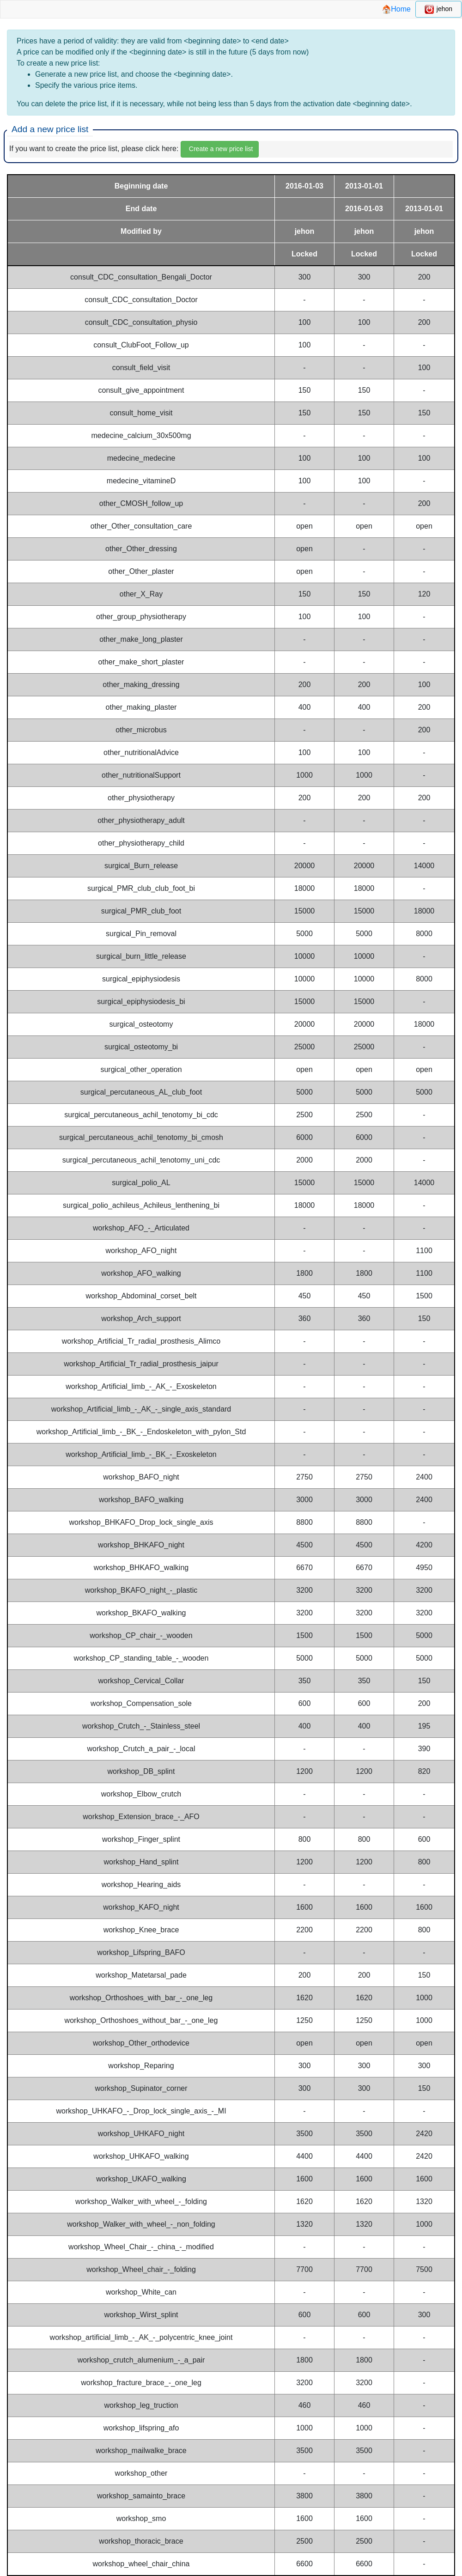 Home jehon
Prices have a period of validity: they are valid from <beginning date> to <end date>
A price can be modified only if the <beginning date> is still in the future (5 days from now)
To create a new price list:
Generate a new price list, and choose the <beginning date>.
Specify the various price items.
You can delete the price list, if it is necessary, while not being less than 5 days from the activation date <beginning date>.
Add a new price list
If you want to create the price list, please click here: Create a new price list
Beginning date 2016-01-03 2013-01-01
End date 2016-01-03 2013-01-01
Modified by jehon jehon jehon
Locked Locked Locked
consult_CDC_consultation_Bengali_Doctor 300 300 200
consult_CDC_consultation_Doctor - - -
consult_CDC_consultation_physio 100 100 200
consult_ClubFoot_Follow_up 100 - -
consult_field_visit - - 100
consult_give_appointment 150 150 -
consult_home_visit 150 150 150
medecine_calcium_30x500mg - - -
medecine_medecine 100 100 100
medecine_vitamineD 100 100 -
other_CMOSH_follow_up - - 200
other_Other_consultation_care open open open
other_Other_dressing open - -
other_Other_plaster open - -
other_X_Ray 150 150 120
other_group_physiotherapy 100 100 -
other_make_long_plaster - - -
other_make_short_plaster - - -
other_making_dressing 200 200 100
other_making_plaster 400 400 200
other_microbus - - 200
other_nutritionalAdvice 100 100 -
other_nutritionalSupport 1000 1000 -
other_physiotherapy 200 200 200
other_physiotherapy_adult - - -
other_physiotherapy_child - - -
surgical_Burn_release 20000 20000 14000
surgical_PMR_club_club_foot_bi 18000 18000 -
surgical_PMR_club_foot 15000 15000 18000
surgical_Pin_removal 5000 5000 8000
surgical_burn_little_release 10000 10000 -
surgical_epiphysiodesis 10000 10000 8000
surgical_epiphysiodesis_bi 15000 15000 -
surgical_osteotomy 20000 20000 18000
surgical_osteotomy_bi 25000 25000 -
surgical_other_operation open open open
surgical_percutaneous_AL_club_foot 5000 5000 5000
surgical_percutaneous_achil_tenotomy_bi_cdc 2500 2500 -
surgical_percutaneous_achil_tenotomy_bi_cmosh 6000 6000 -
surgical_percutaneous_achil_tenotomy_uni_cdc 2000 2000 -
surgical_polio_AL 15000 15000 14000
surgical_polio_achileus_Achileus_lenthening_bi 18000 18000 -
workshop_AFO_-_Articulated - - -
workshop_AFO_night - - 1100
workshop_AFO_walking 1800 1800 1100
workshop_Abdominal_corset_belt 450 450 1500
workshop_Arch_support 360 360 150
workshop_Artificial_Tr_radial_prosthesis_Alimco - - -
workshop_Artificial_Tr_radial_prosthesis_jaipur - - -
workshop_Artificial_limb_-_AK_-_Exoskeleton - - -
workshop_Artificial_limb_-_AK_-_single_axis_standard - - -
workshop_Artificial_limb_-_BK_-_Endoskeleton_with_pylon_Std - - -
workshop_Artificial_limb_-_BK_-_Exoskeleton - - -
workshop_BAFO_night 2750 2750 2400
workshop_BAFO_walking 3000 3000 2400
workshop_BHKAFO_Drop_lock_single_axis 8800 8800 -
workshop_BHKAFO_night 4500 4500 4200
workshop_BHKAFO_walking 6670 6670 4950
workshop_BKAFO_night_-_plastic 3200 3200 3200
workshop_BKAFO_walking 3200 3200 3200
workshop_CP_chair_-_wooden 1500 1500 5000
workshop_CP_standing_table_-_wooden 5000 5000 5000
workshop_Cervical_Collar 350 350 150
workshop_Compensation_sole 600 600 200
workshop_Crutch_-_Stainless_steel 400 400 195
workshop_Crutch_a_pair_-_local - - 390
workshop_DB_splint 1200 1200 820
workshop_Elbow_crutch - - -
workshop_Extension_brace_-_AFO - - -
workshop_Finger_splint 800 800 600
workshop_Hand_splint 1200 1200 800
workshop_Hearing_aids - - -
workshop_KAFO_night 1600 1600 1600
workshop_Knee_brace 2200 2200 800
workshop_Lifspring_BAFO - - -
workshop_Matetarsal_pade 200 200 150
workshop_Orthoshoes_with_bar_-_one_leg 1620 1620 1000
workshop_Orthoshoes_without_bar_-_one_leg 1250 1250 1000
workshop_Other_orthodevice open open open
workshop_Reparing 300 300 300
workshop_Supinator_corner 300 300 150
workshop_UHKAFO_-_Drop_lock_single_axis_-_MI - - -
workshop_UHKAFO_night 3500 3500 2420
workshop_UHKAFO_walking 4400 4400 2420
workshop_UKAFO_walking 1600 1600 1600
workshop_Walker_with_wheel_-_folding 1620 1620 1320
workshop_Walker_with_wheel_-_non_folding 1320 1320 1000
workshop_Wheel_Chair_-_china_-_modified - - -
workshop_Wheel_chair_-_folding 7700 7700 7500
workshop_White_can - - -
workshop_Wirst_splint 600 600 300
workshop_artificial_limb_-_AK_-_polycentric_knee_joint - - -
workshop_crutch_alumenium_-_a_pair 1800 1800 -
workshop_fracture_brace_-_one_leg 3200 3200 -
workshop_leg_truction 460 460 -
workshop_lifspring_afo 1000 1000 -
workshop_mailwalke_brace 3500 3500 -
workshop_other - - -
workshop_samainto_brace 3800 3800 -
workshop_smo 1600 1600 -
workshop_thoracic_brace 2500 2500 -
workshop_wheel_chair_china 6600 6600 -